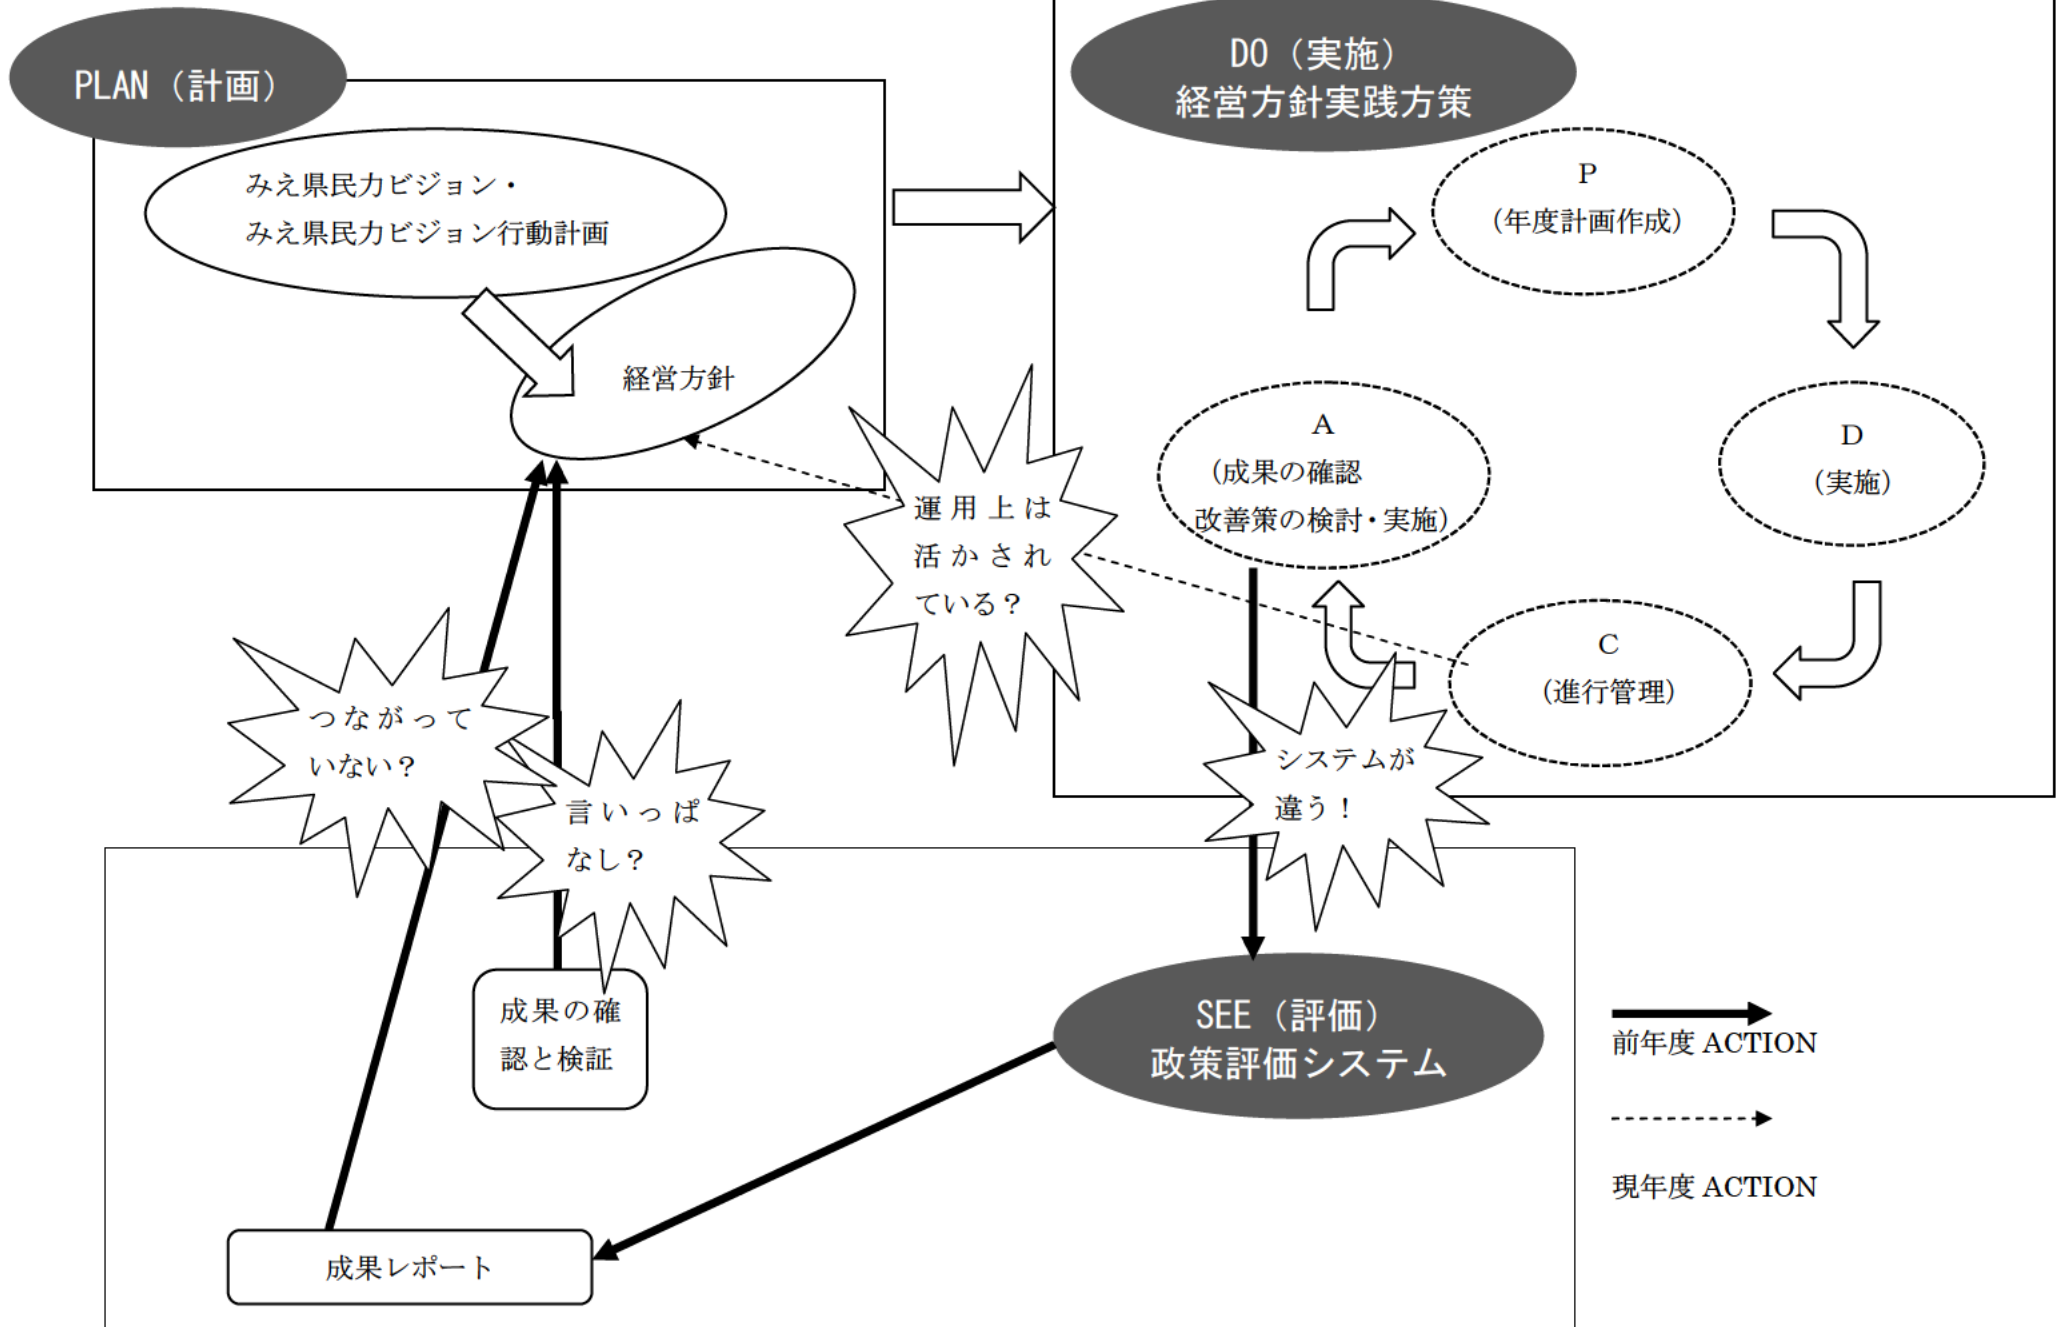 PLAN（計画）
みえ県民力ビジョン・
みえ県民力ビジョン行動計画
経営方針
DO（実施）
経営方針実践方策
P
（年度計画作成）
D
（実施）
C
（進行管理）
A
（成果の確認
改善策の検討・実施）
運用上は
活かされ
ている？
つながって
いない？
言いっぱ
なし？
システムが
違う！
成果の確
認と検証
成果レポート
SEE（評価）
政策評価システム
前年度 ACTION
現年度 ACTION